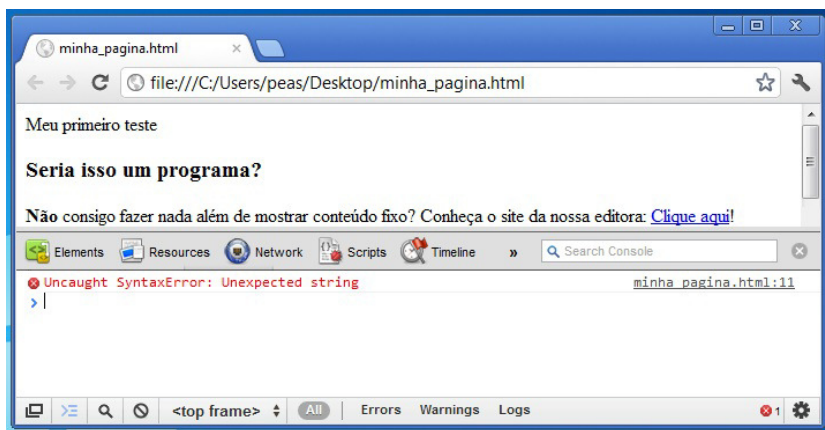 minha_pagina.html
file:///C:/Users/peas/Desktop/minha_pagina.html
Meu primeiro teste
Seria isso um programa?
Não consigo fazer nada além de mostrar conteúdo fixo? Conheça o site da nossa editora: Clique aqui!
Elements Resources Network Scripts Timeline » Search Console
Uncaught SyntaxError: Unexpected string minha_pagina.html:11
>
<top frame> All Errors Warnings Logs 1